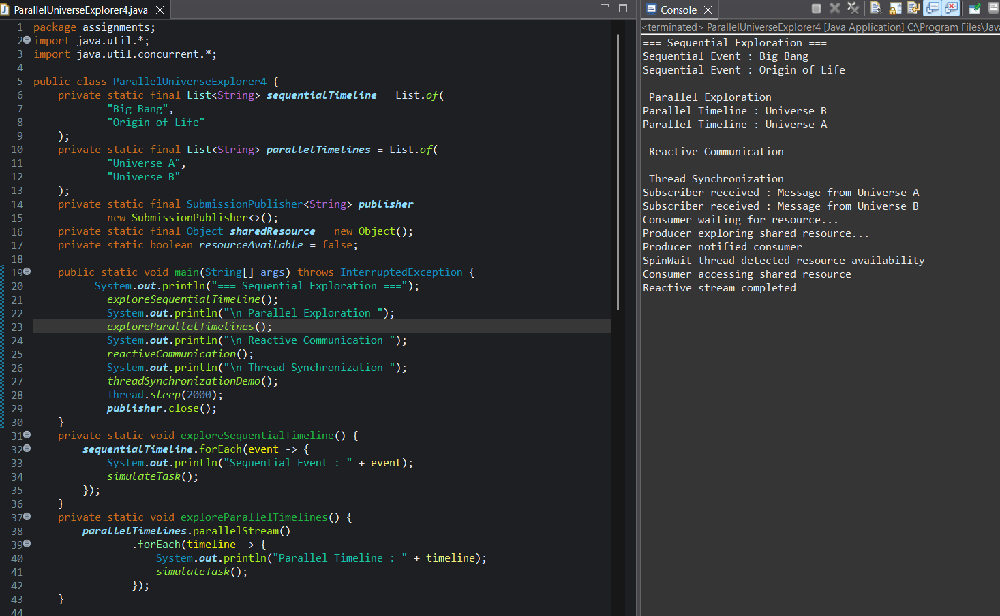 ParallelUniverseExplorer4.java
1 package assignments;
2 import java.util.*;
3 import java.util.concurrent.*;
4
5 public class ParallelUniverseExplorer4 {
6     private static final List<String> sequentialTimeline = List.of(
7             "Big Bang",
8             "Origin of Life"
9     );
10     private static final List<String> parallelTimelines = List.of(
11             "Universe A",
12             "Universe B"
13     );
14     private static final SubmissionPublisher<String> publisher =
15             new SubmissionPublisher<>();
16     private static final Object sharedResource = new Object();
17     private static boolean resourceAvailable = false;
18
19     public static void main(String[] args) throws InterruptedException {
20           System.out.println("=== Sequential Exploration ===");
21             exploreSequentialTimeline();
22             System.out.println("\n Parallel Exploration ");
23             exploreParallelTimelines();
24             System.out.println("\n Reactive Communication ");
25             reactiveCommunication();
26             System.out.println("\n Thread Synchronization ");
27             threadSynchronizationDemo();
28             Thread.sleep(2000);
29             publisher.close();
30     }
31     private static void exploreSequentialTimeline() {
32         sequentialTimeline.forEach(event -> {
33             System.out.println("Sequential Event : " + event);
34             simulateTask();
35         });
36     }
37     private static void exploreParallelTimelines() {
38         parallelTimelines.parallelStream()
39                 .forEach(timeline -> {
40                     System.out.println("Parallel Timeline : " + timeline);
41                     simulateTask();
42                 });
43     }
44
Console
<terminated> ParallelUniverseExplorer4 [Java Application] C:\Program Files\Java
=== Sequential Exploration ===
Sequential Event : Big Bang
Sequential Event : Origin of Life

 Parallel Exploration
Parallel Timeline : Universe B
Parallel Timeline : Universe A

 Reactive Communication

 Thread Synchronization
Subscriber received : Message from Universe A
Subscriber received : Message from Universe B
Consumer waiting for resource...
Producer exploring shared resource...
Producer notified consumer
SpinWait thread detected resource availability
Consumer accessing shared resource
Reactive stream completed